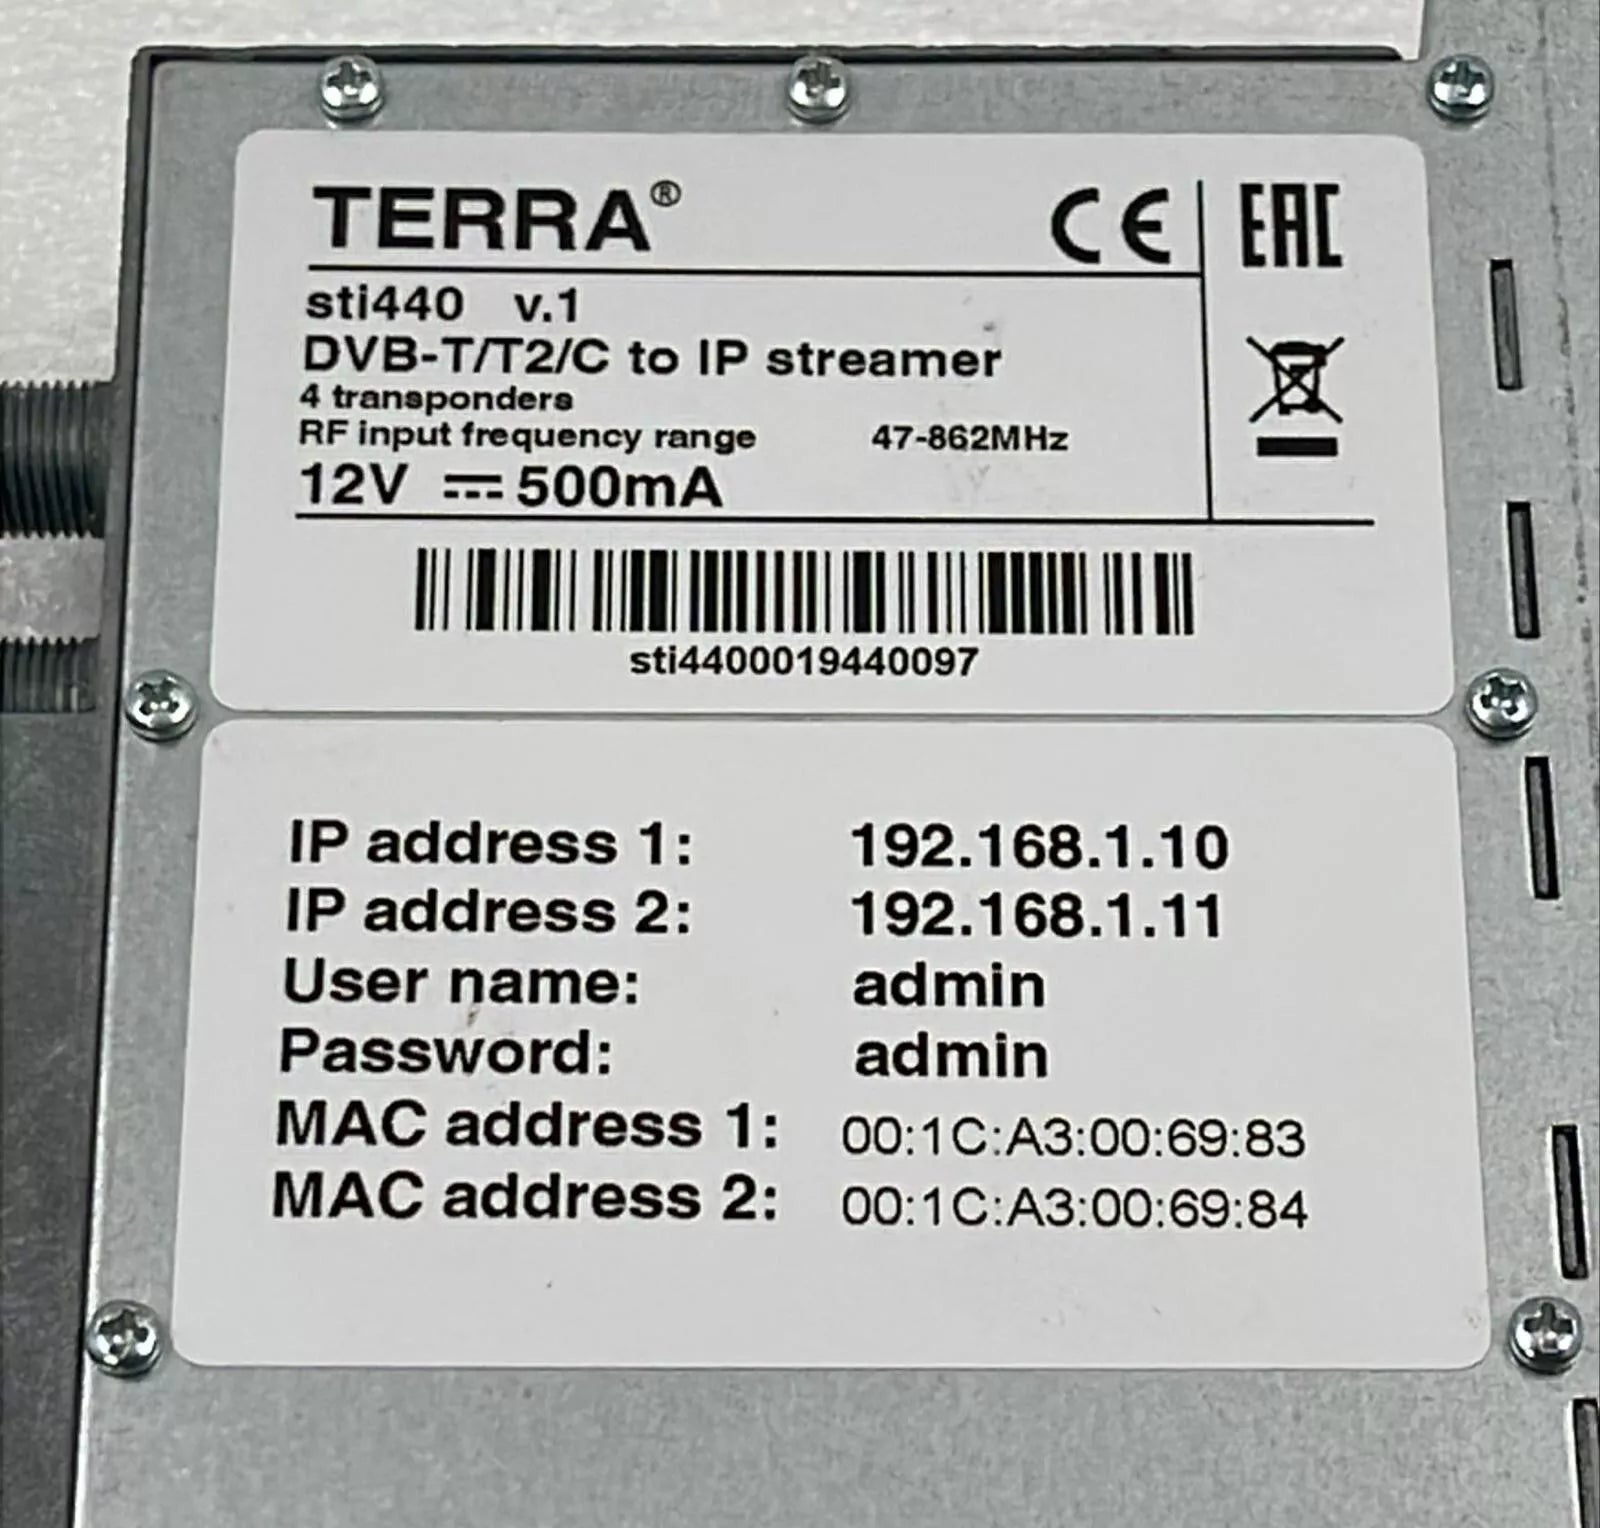 TERRA® CE EAC
sti440 v.1
DVB-T/T2/C to IP streamer
4 transponders
RF input frequency range 47-862MHz
12V ⎓ 500mA
sti4400019440097
IP address 1: 192.168.1.10
IP address 2: 192.168.1.11
User name: admin
Password: admin
MAC address 1: 00:1C:A3:00:69:83
MAC address 2: 00:1C:A3:00:69:84